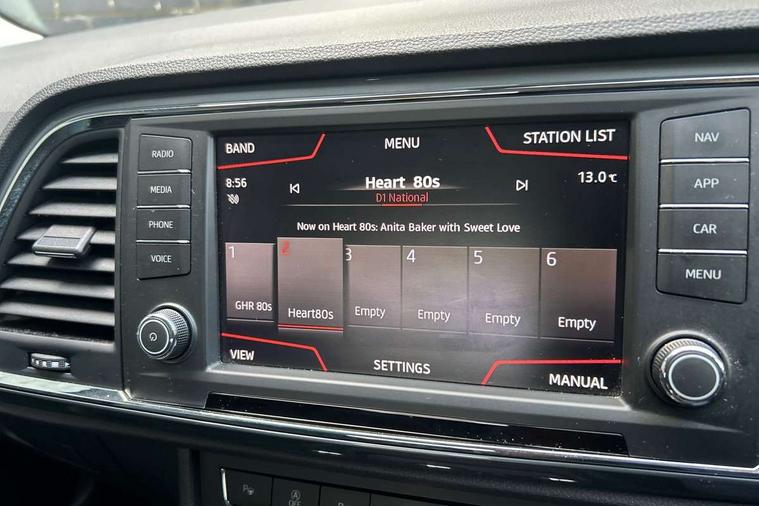 RADIO
MEDIA
PHONE
VOICE
BAND
MENU
STATION LIST
8:56
13.0℃
Heart 80s
D1 National
Now on Heart 80s: Anita Baker with Sweet Love
1
2
3
4
5
6
GHR 80s
Heart80s
Empty
Empty
Empty
Empty
VIEW
SETTINGS
MANUAL
NAV
APP
CAR
MENU
P
A
OFF